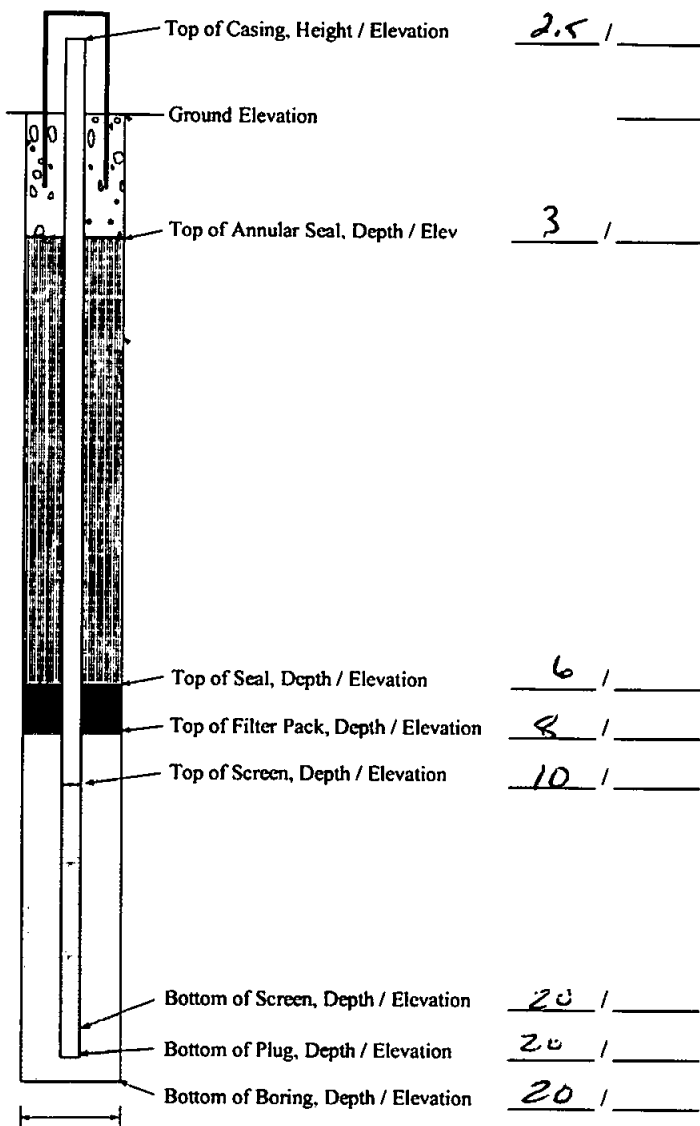 Top of Casing, Height / Elevation 2.5 /
Ground Elevation
Top of Annular Seal, Depth / Elev 3 /
Top of Seal, Depth / Elevation 6 /
Top of Filter Pack, Depth / Elevation 8 /
Top of Screen, Depth / Elevation 10 /
Bottom of Screen, Depth / Elevation 20 /
Bottom of Plug, Depth / Elevation 20 /
Bottom of Boring, Depth / Elevation 20 /